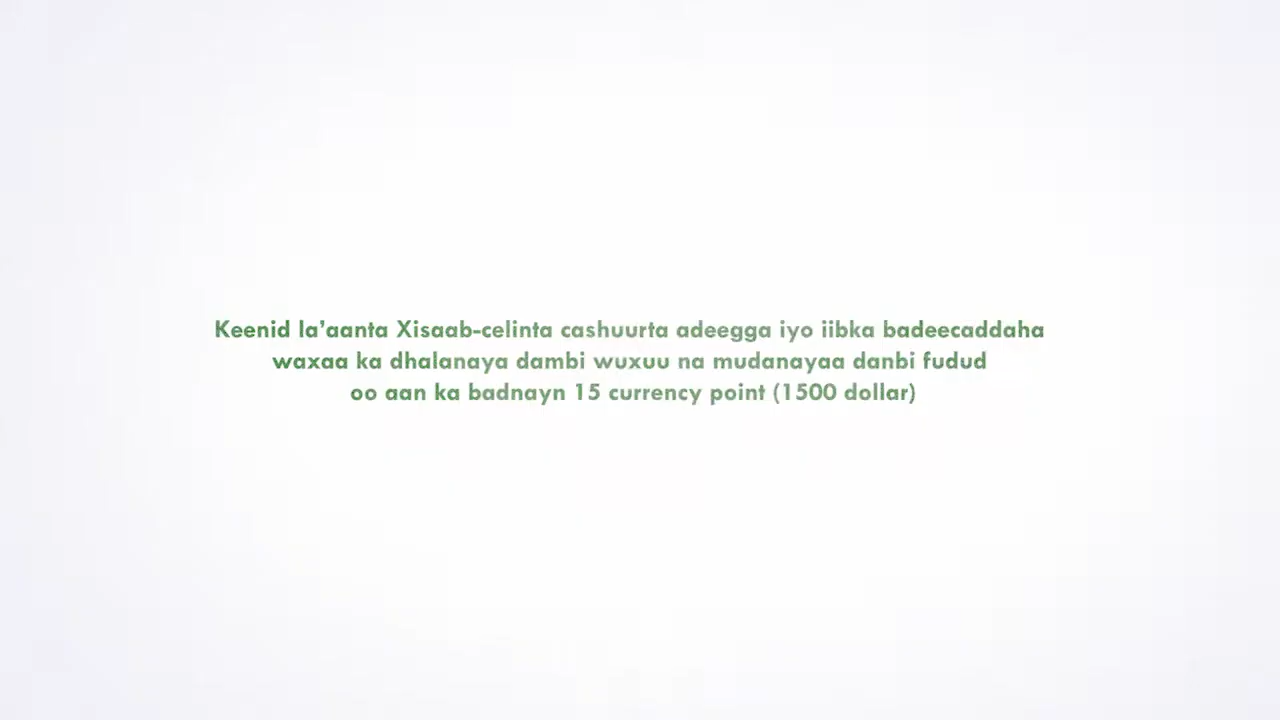 Keenid la’aanta Xisaab-celinta cashuurta adeegga iyo iibka badeecaddaha
waxaa ka dhalanaya dambi wuxuu na mudanayaa danbi fudud
oo aan ka badnayn 15 currency point (1500 dollar)